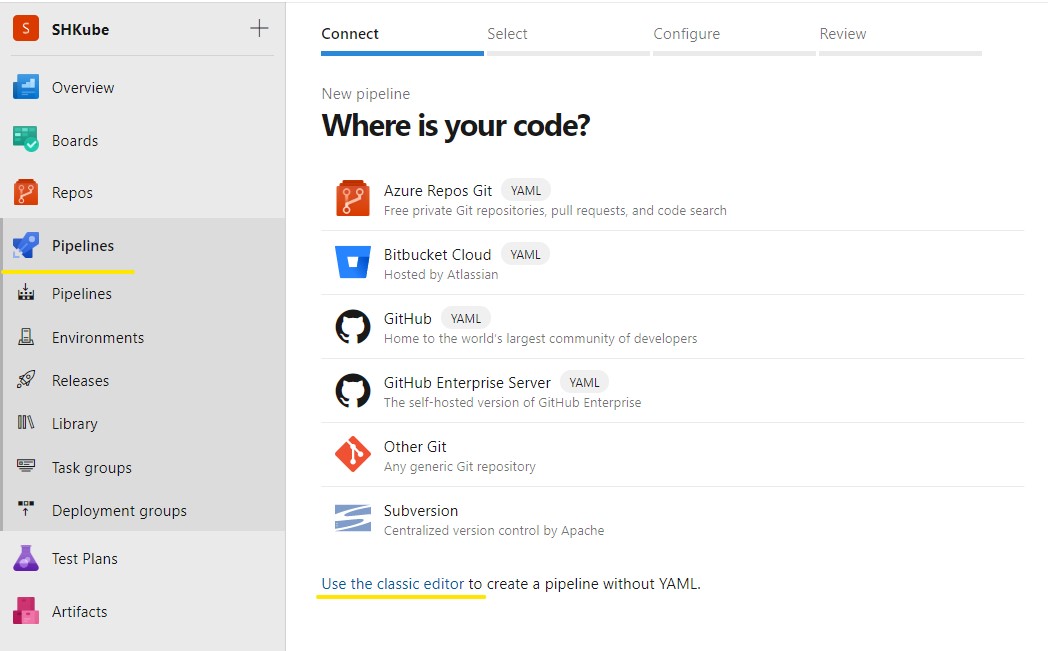 S SHKube
Overview
Boards
Repos
Pipelines
Pipelines
Environments
Releases
Library
Task groups
Deployment groups
Test Plans
Artifacts
Connect Select Configure Review
New pipeline
Where is your code?
Azure Repos Git YAML
Free private Git repositories, pull requests, and code search
Bitbucket Cloud YAML
Hosted by Atlassian
GitHub YAML
Home to the world's largest community of developers
GitHub Enterprise Server YAML
The self-hosted version of GitHub Enterprise
Other Git
Any generic Git repository
Subversion
Centralized version control by Apache
Use the classic editor to create a pipeline without YAML.